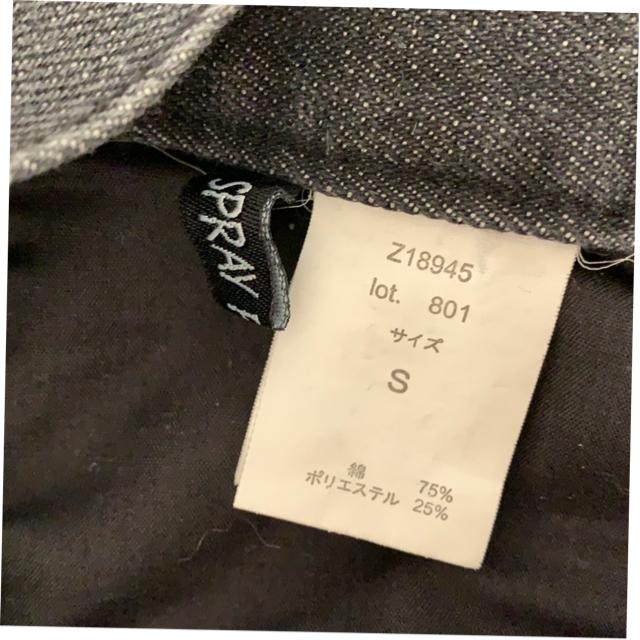 SPRAY
Z18945
lot. 801
サイズ
S
綿 75%
ポリエステル 25%